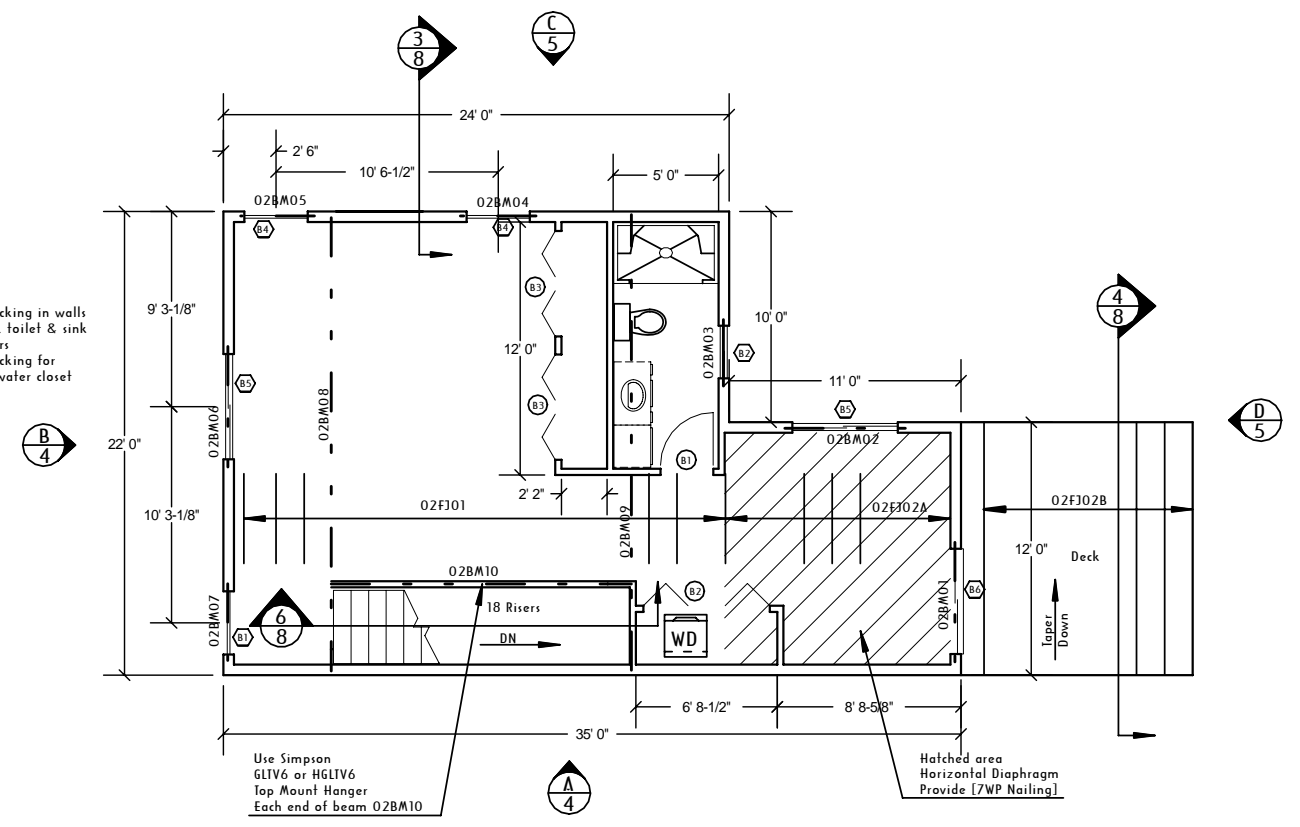 3
8
C
5
24' 0"
2' 6"
10' 6-1/2"
5' 0"
02BM05
02BM04
B4
B4
9' 3-1/8"
cking in walls
toilet & sink
rs
cking for
water closet
B3
12' 0"
B3
02BM03
B2
10' 0"
4
8
11' 0"
B5
02BM02
B5
02BM06
02BM08
B
4
22' 0"
D
5
B1
2' 2"
10' 3-1/8"
02FJ01
02FJ02A
02FJ02B
02BM09
12' 0"
Deck
Taper
Down
02BM10
B2
02BM01
B6
02BM07
B1
6
8
18 Risers
DN
WD
6' 8-1/2"
8' 8-5/8"
35' 0"
Use Simpson
GLTV6 or HGLTV6
Top Mount Hanger
Each end of beam 02BM10
A
4
Hatched area
Horizontal Diaphragm
Provide [7WP Nailing]